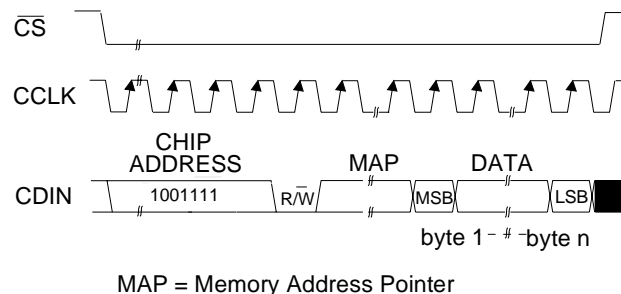 CS
CCLK
CHIP
ADDRESS
MAP
DATA
CDIN
1001111
R/W
MSB
LSB
byte 1
byte n
MAP = Memory Address Pointer